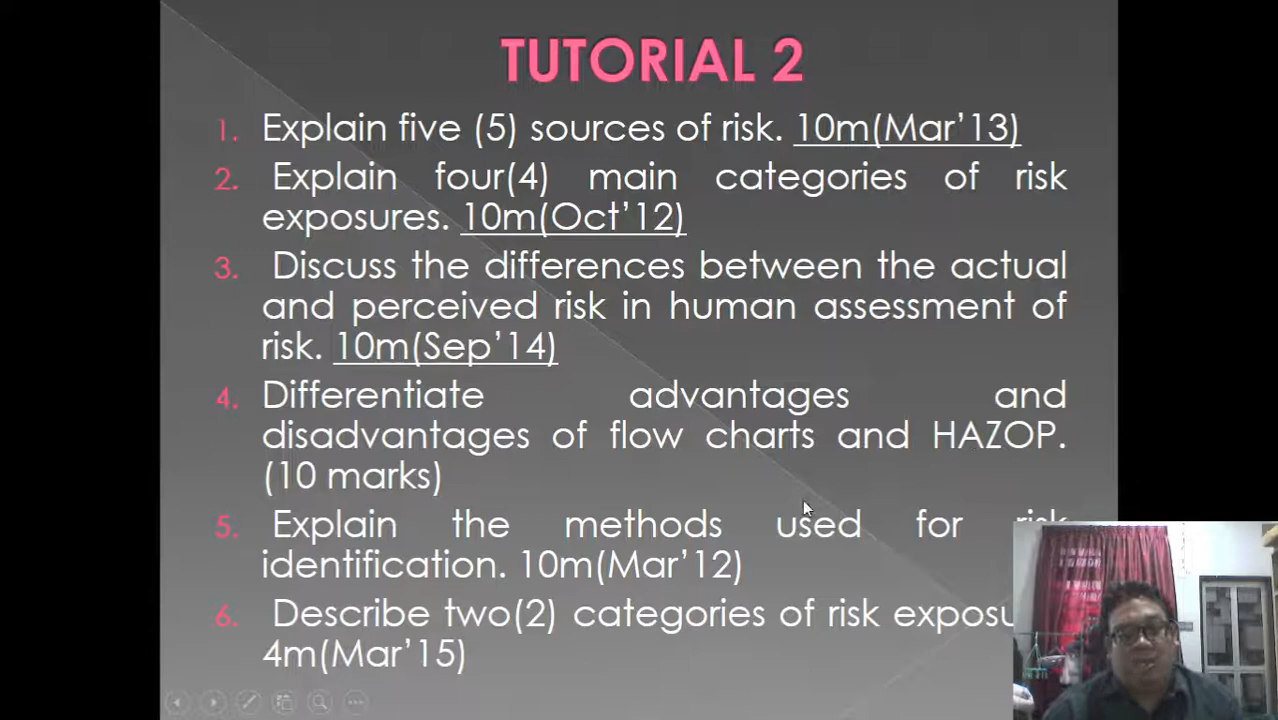 TUTORIAL 2
1. Explain five (5) sources of risk. 10m(Mar’13)
2. Explain four(4) main categories of risk
exposures. 10m(Oct’12)
3. Discuss the differences between the actual
and perceived risk in human assessment of
risk. 10m(Sep’14)
4. Differentiate advantages and
disadvantages of flow charts and HAZOP.
(10 marks)
5. Explain the methods used for risk
identification. 10m(Mar’12)
6. Describe two(2) categories of risk
4m(Mar’15)